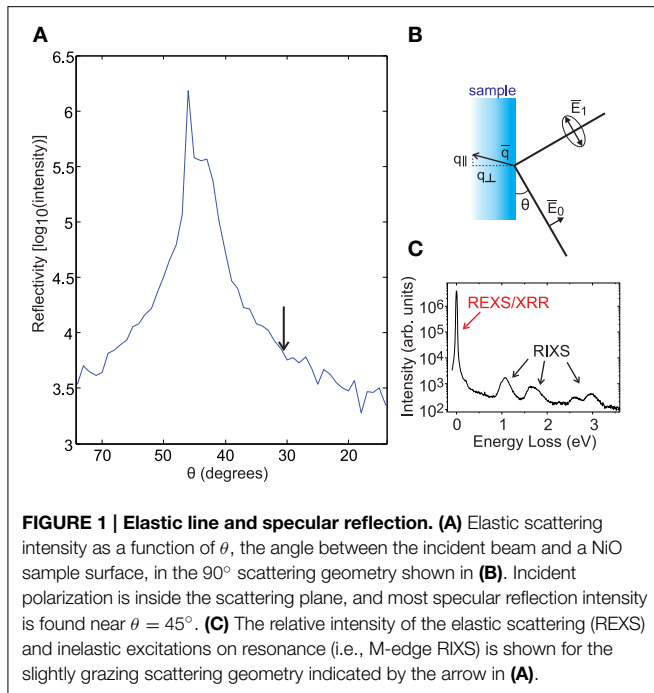 A
B
6.5
6
5.5
5
4.5
4
3.5
3
Reflectivity [log10(intensity)]
70 60 50 40 30 20
θ (degrees)
sample
E̅1
q∥
q̅
q⊥
θ
E̅0
C
Intensity (arb. units)
10^6
10^5
10^4
10^3
10^2
REXS/XRR
RIXS
0 1 2 3
Energy Loss (eV)
FIGURE 1 | Elastic line and specular reflection. (A) Elastic scattering
intensity as a function of θ, the angle between the incident beam and a NiO
sample surface, in the 90° scattering geometry shown in (B). Incident
polarization is inside the scattering plane, and most specular reflection intensity
is found near θ = 45°. (C) The relative intensity of the elastic scattering (REXS)
and inelastic excitations on resonance (i.e., M-edge RIXS) is shown for the
slightly grazing scattering geometry indicated by the arrow in (A).